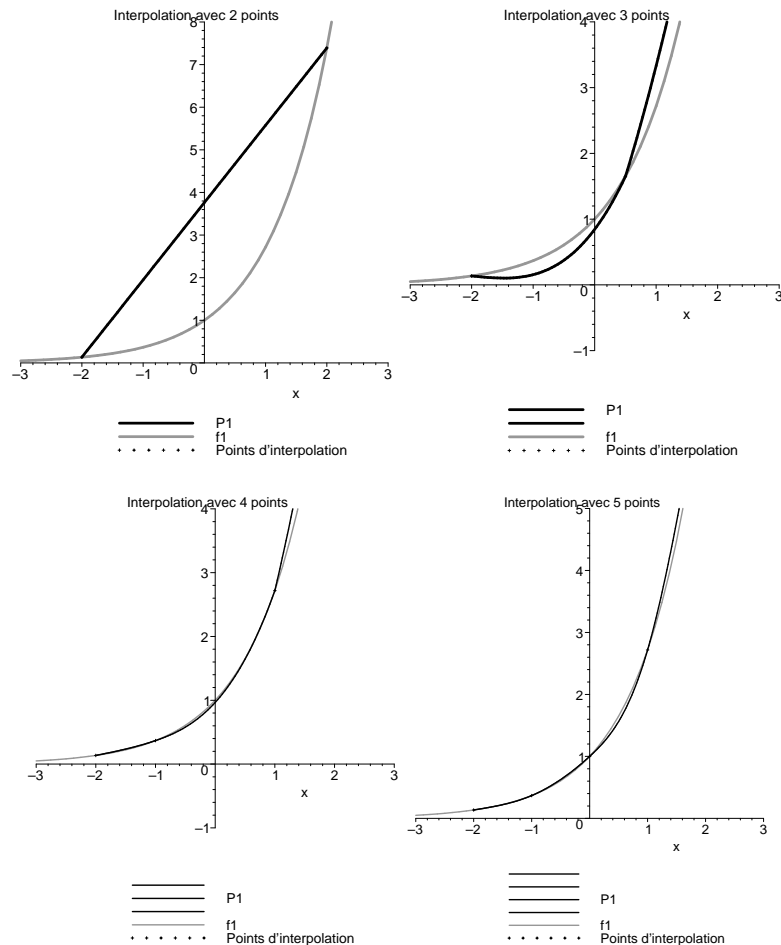 Interpolation avec 2 points
8
7
6
5
4
3
2
1
0
–3 –2 –1 1 2 3
x
P1
f1
Points d'interpolation
Interpolation avec 3 points
4
3
2
1
0
–1
–3 –2 –1 1 2 3
x
P1
f1
Points d'interpolation
Interpolation avec 4 points
4
3
2
1
0
–1
–3 –2 –1 1 2 3
x
P1
f1
Points d'interpolation
Interpolation avec 5 points
5
4
3
2
1
0
–3 –2 –1 1 2 3
x
P1
f1
Points d'interpolation